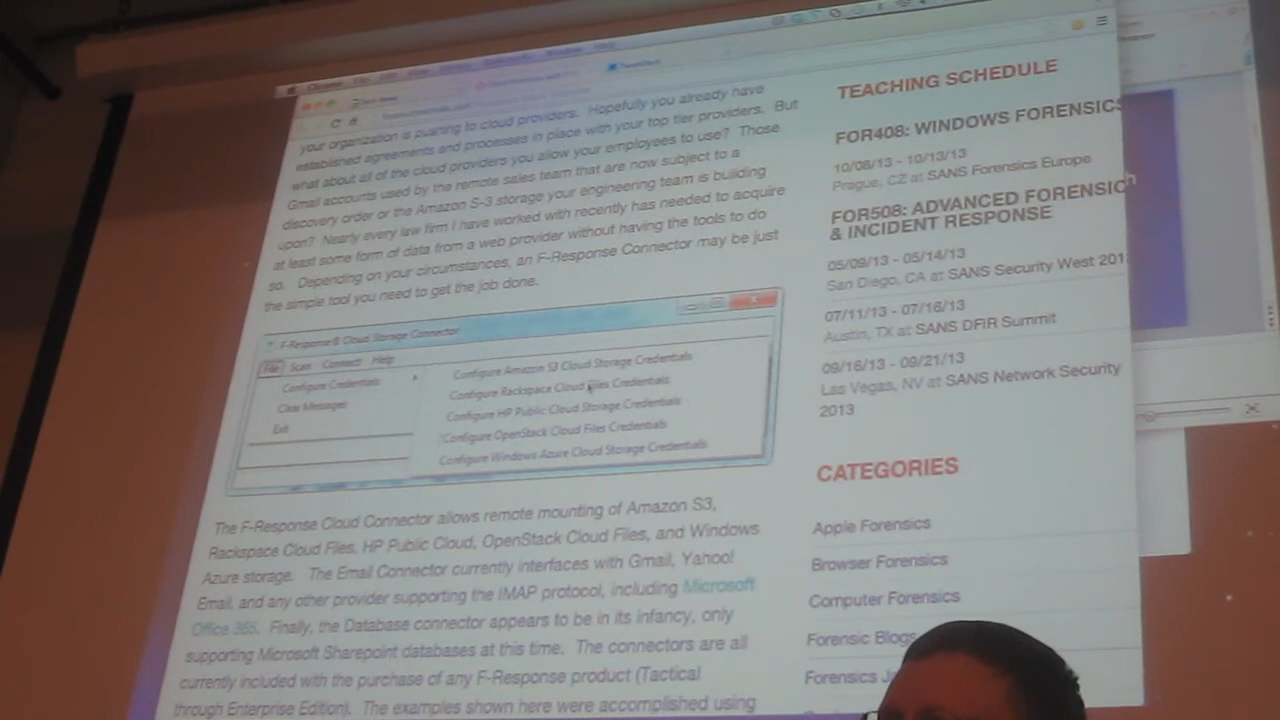 Chrome
your organization is pushing to cloud providers. Hopefully you already have
established agreements and processes in place with your top tier providers. But
what about all of the cloud providers you allow your employees to use? Those
Gmail accounts used by the remote sales team that are now subject to a
discovery order or the Amazon S-3 storage your engineering team is building
upon? Nearly every law firm I have worked with recently has needed to acquire
at least some form of data from a web provider without having the tools to do
so. Depending on your circumstances, an F-Response Connector may be just
the simple tool you need to get the job done.
F-Response® Cloud Storage Connector
File Scan Connect Help
Configure Credentials
Clear Messages
Exit
Configure Amazon S3 Cloud Storage Credentials
Configure Rackspace Cloud Files Credentials
Configure HP Public Cloud Storage Credentials
Configure OpenStack Cloud Files Credentials
Configure Windows Azure Cloud Storage Credentials
The F-Response Cloud Connector allows remote mounting of Amazon S3,
Rackspace Cloud Files, HP Public Cloud, OpenStack Cloud Files, and Windows
Azure storage. The Email Connector currently interfaces with Gmail, Yahoo!
Email, and any other provider supporting the IMAP protocol, including Microsoft
Office 365. Finally, the Database connector appears to be in its infancy, only
supporting Microsoft Sharepoint databases at this time. The connectors are all
currently included with the purchase of any F-Response product (Tactical
through Enterprise Edition). The examples shown here were accomplished using
TEACHING SCHEDULE
FOR408: WINDOWS FORENSICS
10/08/13 - 10/13/13
Prague, CZ at SANS Forensics Europe
FOR508: ADVANCED FORENSIC
& INCIDENT RESPONSE
05/09/13 - 05/14/13
San Diego, CA at SANS Security West 201
07/11/13 - 07/16/13
Austin, TX at SANS DFIR Summit
09/16/13 - 09/21/13
Las Vegas, NV at SANS Network Security
2013
CATEGORIES
Apple Forensics
Browser Forensics
Computer Forensics
Forensic Blogs
Forensics